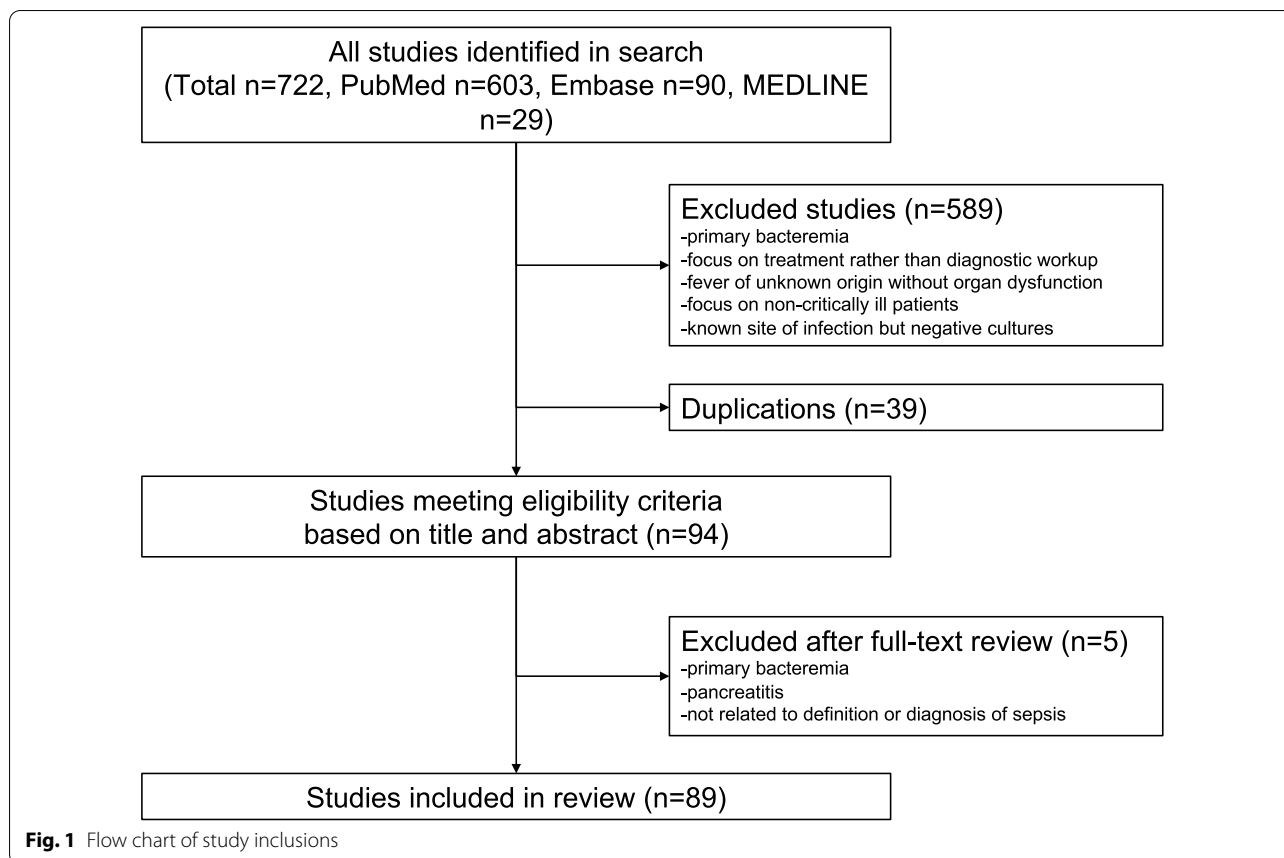 All studies identified in search
(Total n=722, PubMed n=603, Embase n=90, MEDLINE
n=29)
Excluded studies (n=589)
-primary bacteremia
-focus on treatment rather than diagnostic workup
-fever of unknown origin without organ dysfunction
-focus on non-critically ill patients
-known site of infection but negative cultures
Duplications (n=39)
Studies meeting eligibility criteria
based on title and abstract (n=94)
Excluded after full-text review (n=5)
-primary bacteremia
-pancreatitis
-not related to definition or diagnosis of sepsis
Studies included in review (n=89)
Fig. 1 Flow chart of study inclusions